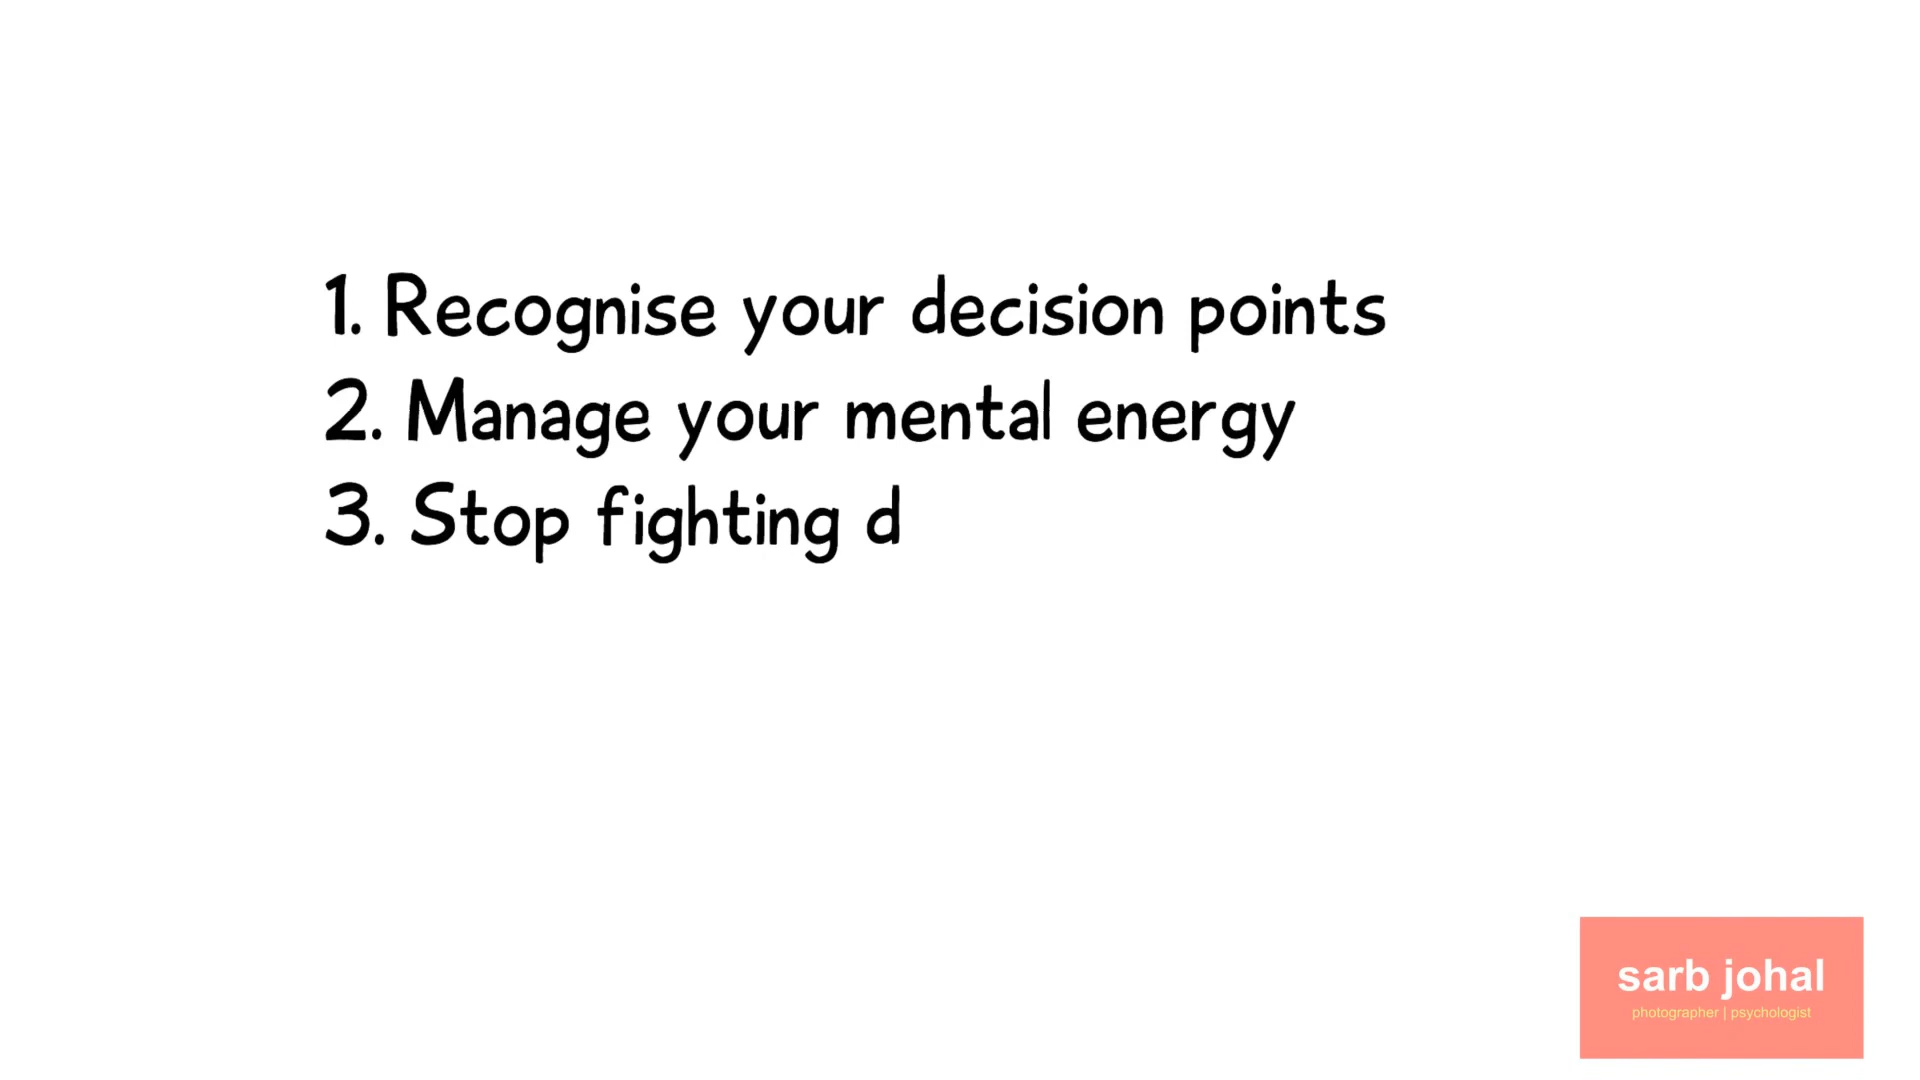 1. Recognise your decision points
2. Manage your mental energy
3. Stop fighting d
sarb johal
photographer | psychologist